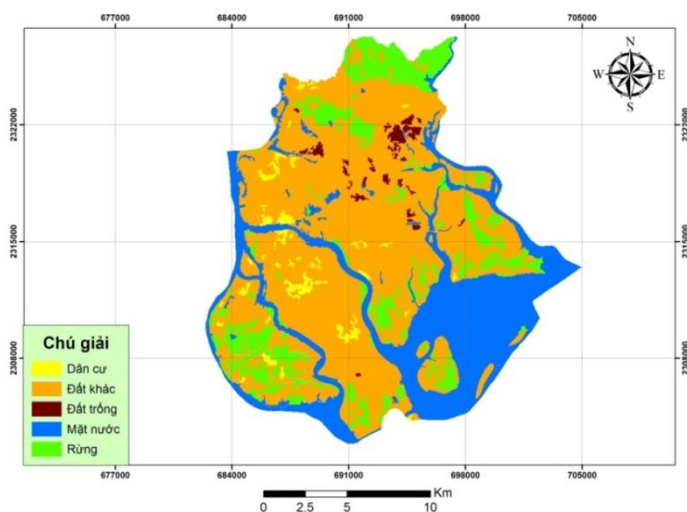 677000 684000 691000 698000 705000
N
W E
S
2322000 2322000
2315000 2315000
2308000 2308000
Chú giải
Dân cư
Đất khác
Đất trống
Mặt nước
Rừng
677000 684000 691000 698000 705000
Km
0 2.5 5 10